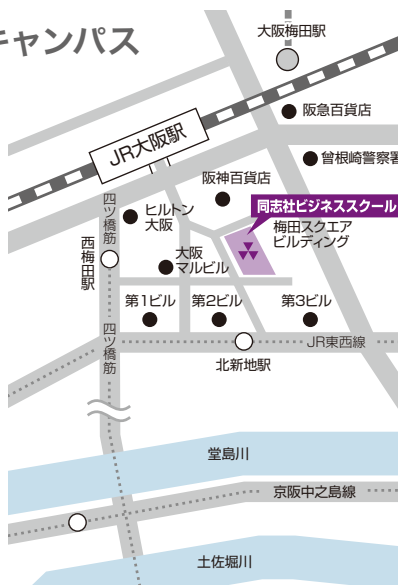 キャンパス
大阪梅田駅
阪急百貨店
JR大阪駅
曾根崎警察署
阪神百貨店
同志社ビジネススクール
四ツ橋筋
ヒルトン
大阪
梅田スクエア
ビルディング
西梅田駅
大阪
マルビル
第1ビル
第2ビル
第3ビル
四ツ橋筋
JR東西線
北新地駅
堂島川
京阪中之島線
土佐堀川